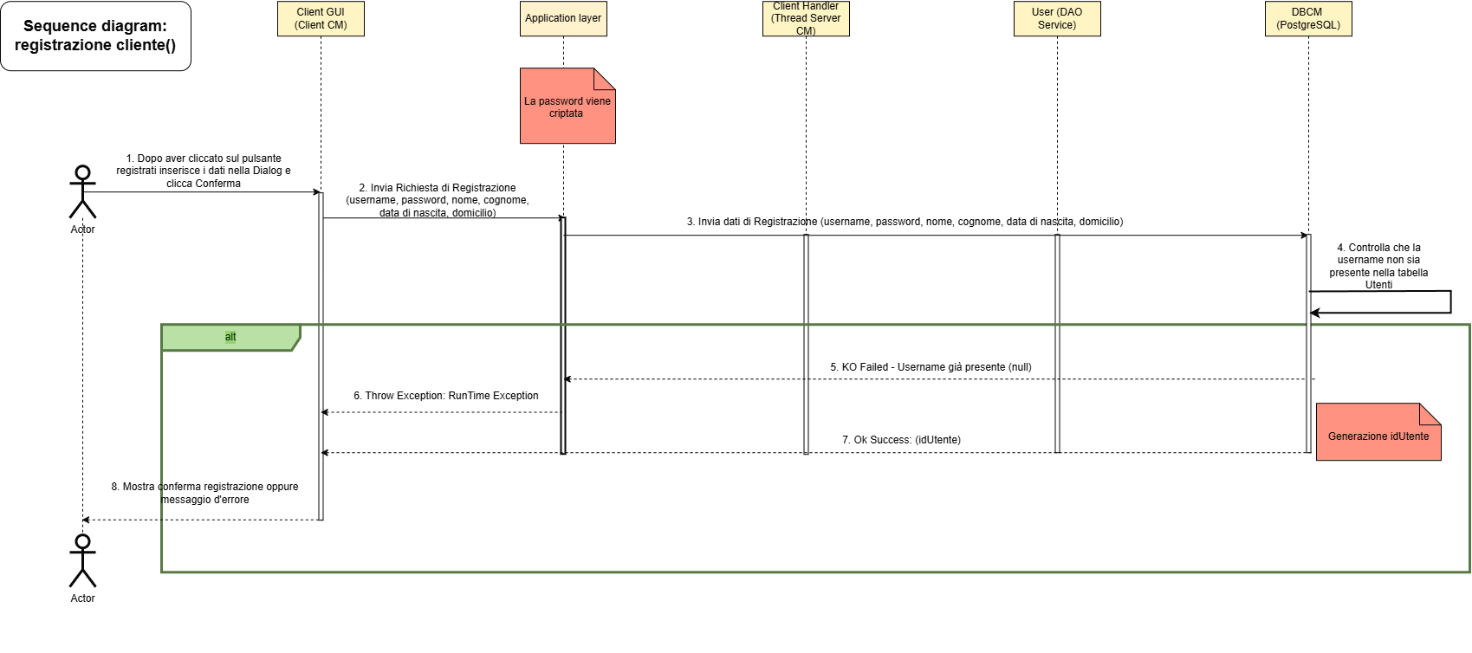 Sequence diagram:
registrazione cliente()
Client GUI
(Client CM)
Application layer
Client Handler
(Thread Server
CM)
User (DAO
Service)
DBCM
(PostgreSQL)
La password viene
criptata
1. Dopo aver cliccato sul pulsante
registrati inserisce i dati nella Dialog e
clicca Conferma
Actor
2. Invia Richiesta di Registrazione
(username, password, nome, cognome,
data di nascita, domicilio)
3. Invia dati di Registrazione (username, password, nome, cognome, data di nascita, domicilio)
4. Controlla che la
username non sia
presente nella tabella
Utenti
alt
5. KO Failed - Username già presente (null)
6. Throw Exception: RunTime Exception
Generazione idUtente
7. Ok Success: (idUtente)
8. Mostra conferma registrazione oppure
messaggio d'errore
Actor